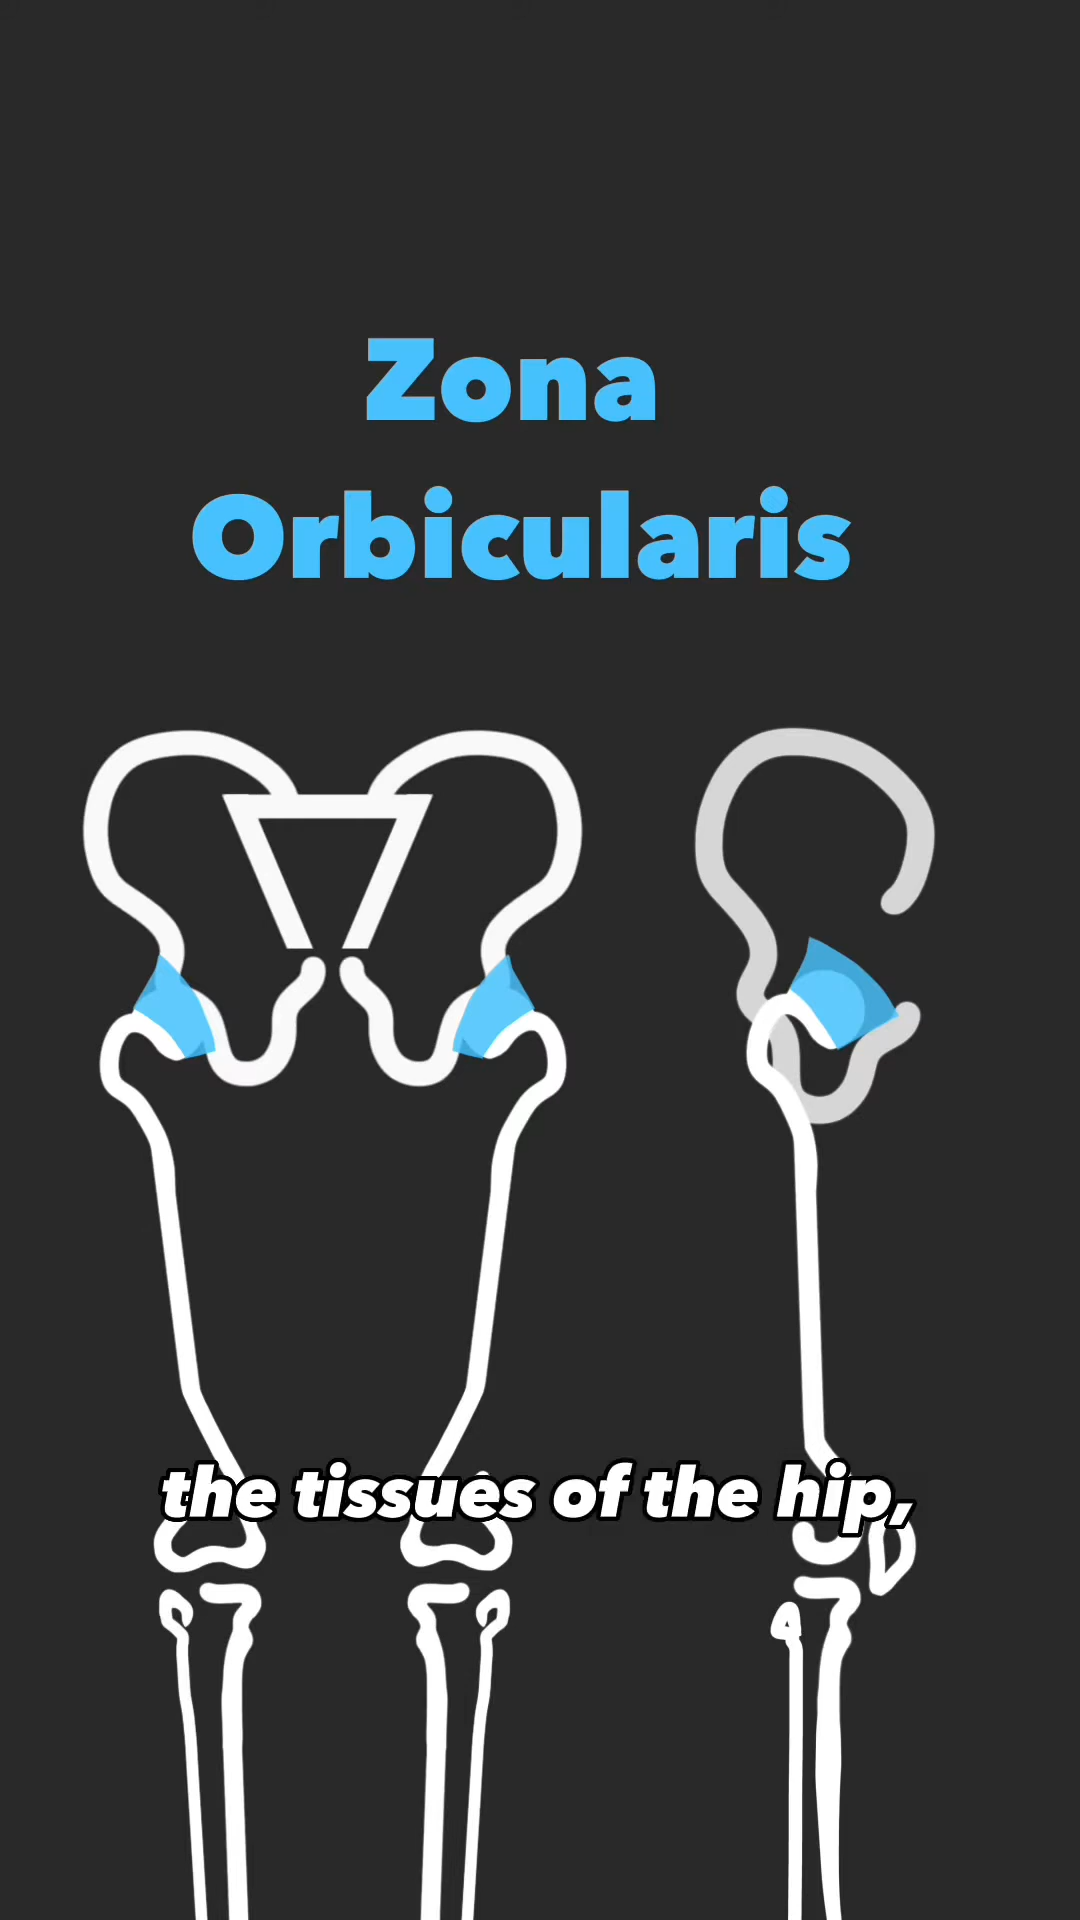 Zona
Orbicularis
the tissues of the hip,